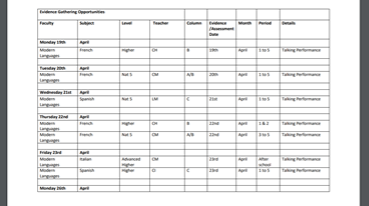 Evidence Gathering Opportunities
Faculty Subject Level Teacher Column Evidence /Assessment Date Month Period Details
Monday 19th April
Modern Languages French Higher CH B 19th April 1 to 5 Talking Performance
Tuesday 20th April
Modern Languages French Nat 5 CM A/B 20th April 1 to 5 Talking Performance
Wednesday 21st April
Modern Languages Spanish Nat 5 LM C 21st April 1 to 5 Talking Performance
Thursday 22nd April
Modern Languages French Higher CH B 22nd April 1 & 2 Talking Performance
Modern Languages French Nat 5 CM A/B 22nd April 3 to 5 Talking Performance
Friday 23rd April
Modern Languages Italian Advanced Higher CM 23rd April After school Talking Performance
Modern Languages Spanish Higher C 23rd April 1 to 5 Talking Performance
Monday 26th April